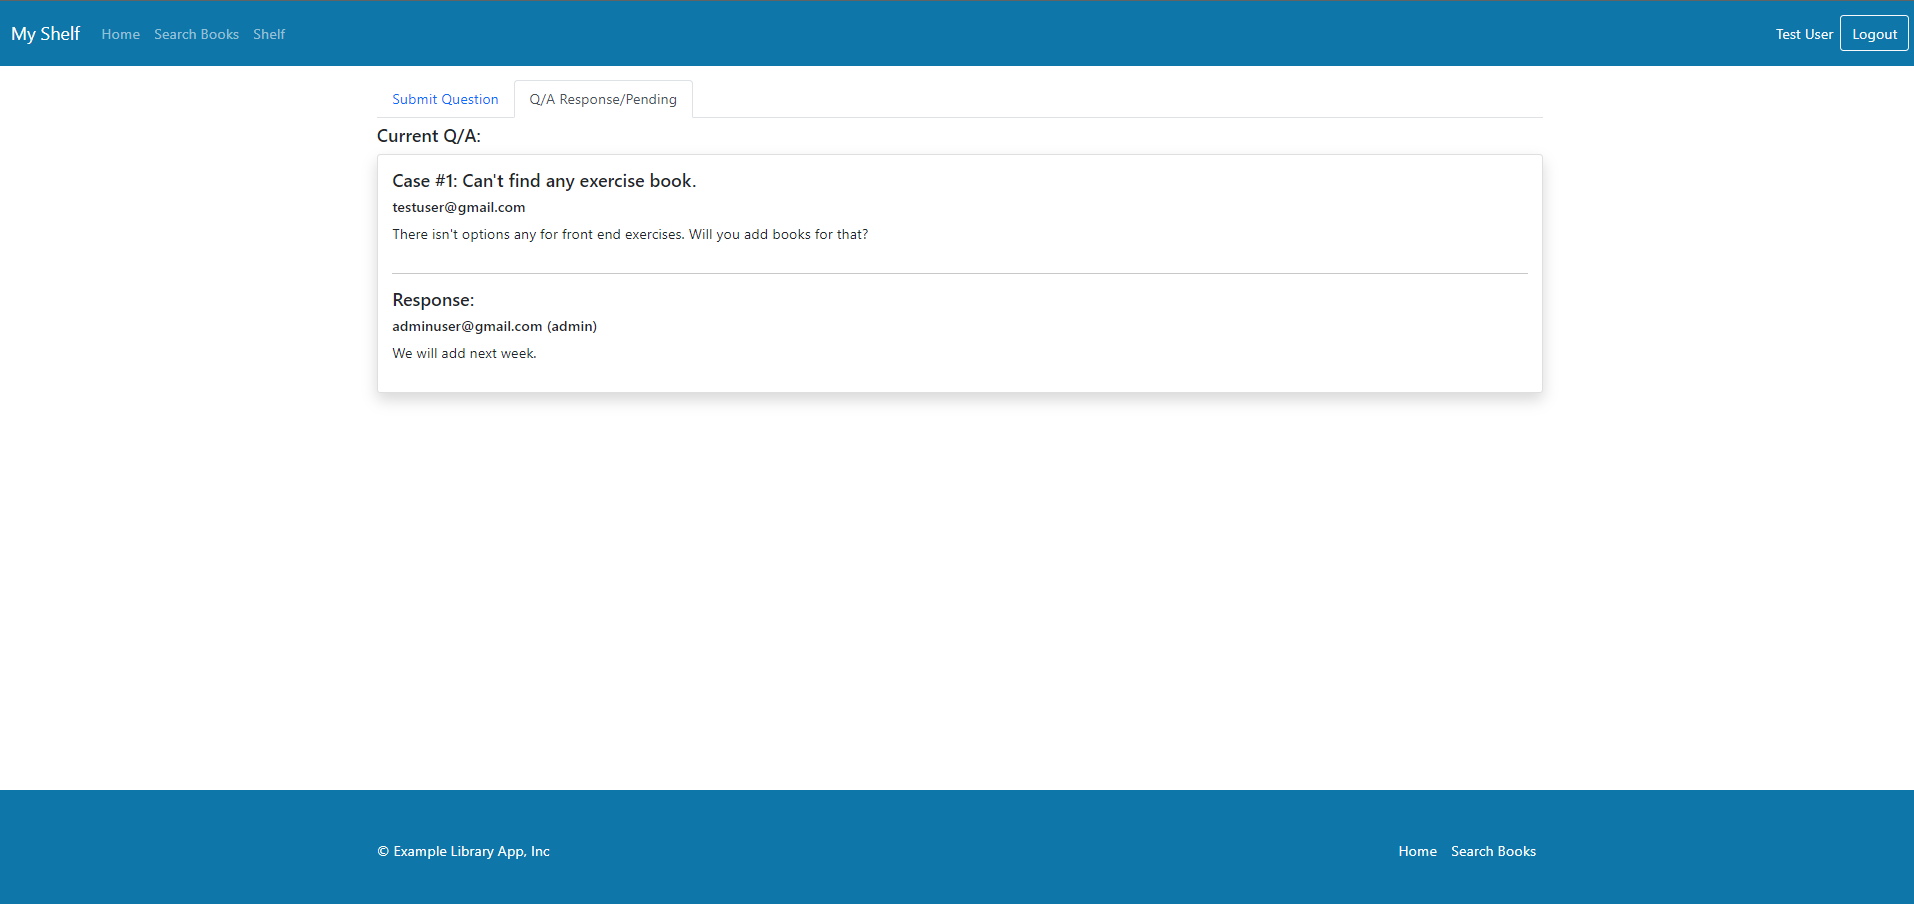 My Shelf Home Search Books Shelf Test User Logout
Submit Question Q/A Response/Pending
Current Q/A:
Case #1: Can't find any exercise book.
testuser@gmail.com
There isn't options any for front end exercises. Will you add books for that?
Response:
adminuser@gmail.com (admin)
We will add next week.
© Example Library App, Inc Home Search Books